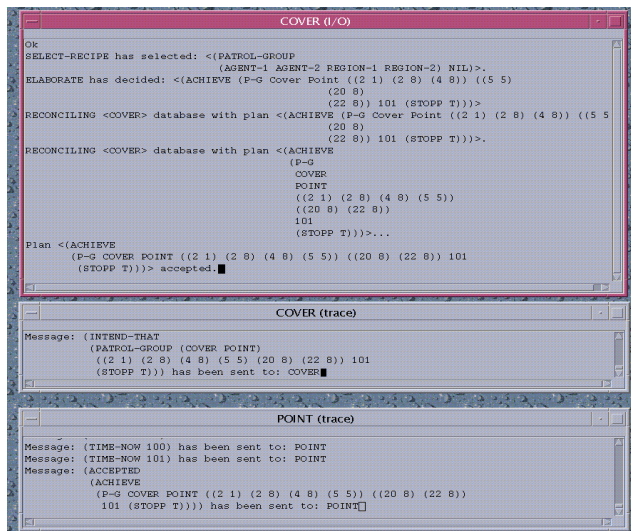 COVER (I/O)
Ok
SELECT-RECIPE has selected: <(PATROL-GROUP
(AGENT-1 AGENT-2 REGION-1 REGION-2) NIL)>.
ELABORATE has decided: <(ACHIEVE (P-G Cover Point ((2 1) (2 8) (4 8)) ((5 5)
(20 8)
(22 8)) 101 (STOPP T)))>
RECONCILING <COVER> database with plan <(ACHIEVE (P-G Cover Point ((2 1) (2 8) (4 8)) ((5 5
(20 8)
(22 8)) 101 (STOPP T)))>.
RECONCILING <COVER> database with plan <(ACHIEVE
(P-G
COVER
POINT
((2 1) (2 8) (4 8) (5 5))
((20 8) (22 8))
101
(STOPP T)))>...
Plan <(ACHIEVE
(P-G COVER POINT ((2 1) (2 8) (4 8) (5 5)) ((20 8) (22 8)) 101
(STOPP T)))> accepted.
COVER (trace)
Message: (INTEND-THAT
(PATROL-GROUP (COVER POINT)
((2 1) (2 8) (4 8) (5 5) (20 8) (22 8)) 101
(STOPP T))) has been sent to: COVER
POINT (trace)
Message: (TIME-NOW 100) has been sent to: POINT
Message: (TIME-NOW 101) has been sent to: POINT
Message: (ACCEPTED
(ACHIEVE
(P-G COVER POINT ((2 1) (2 8) (4 8) (5 5)) ((20 8) (22 8))
101 (STOPP T)))) has been sent to: POINT